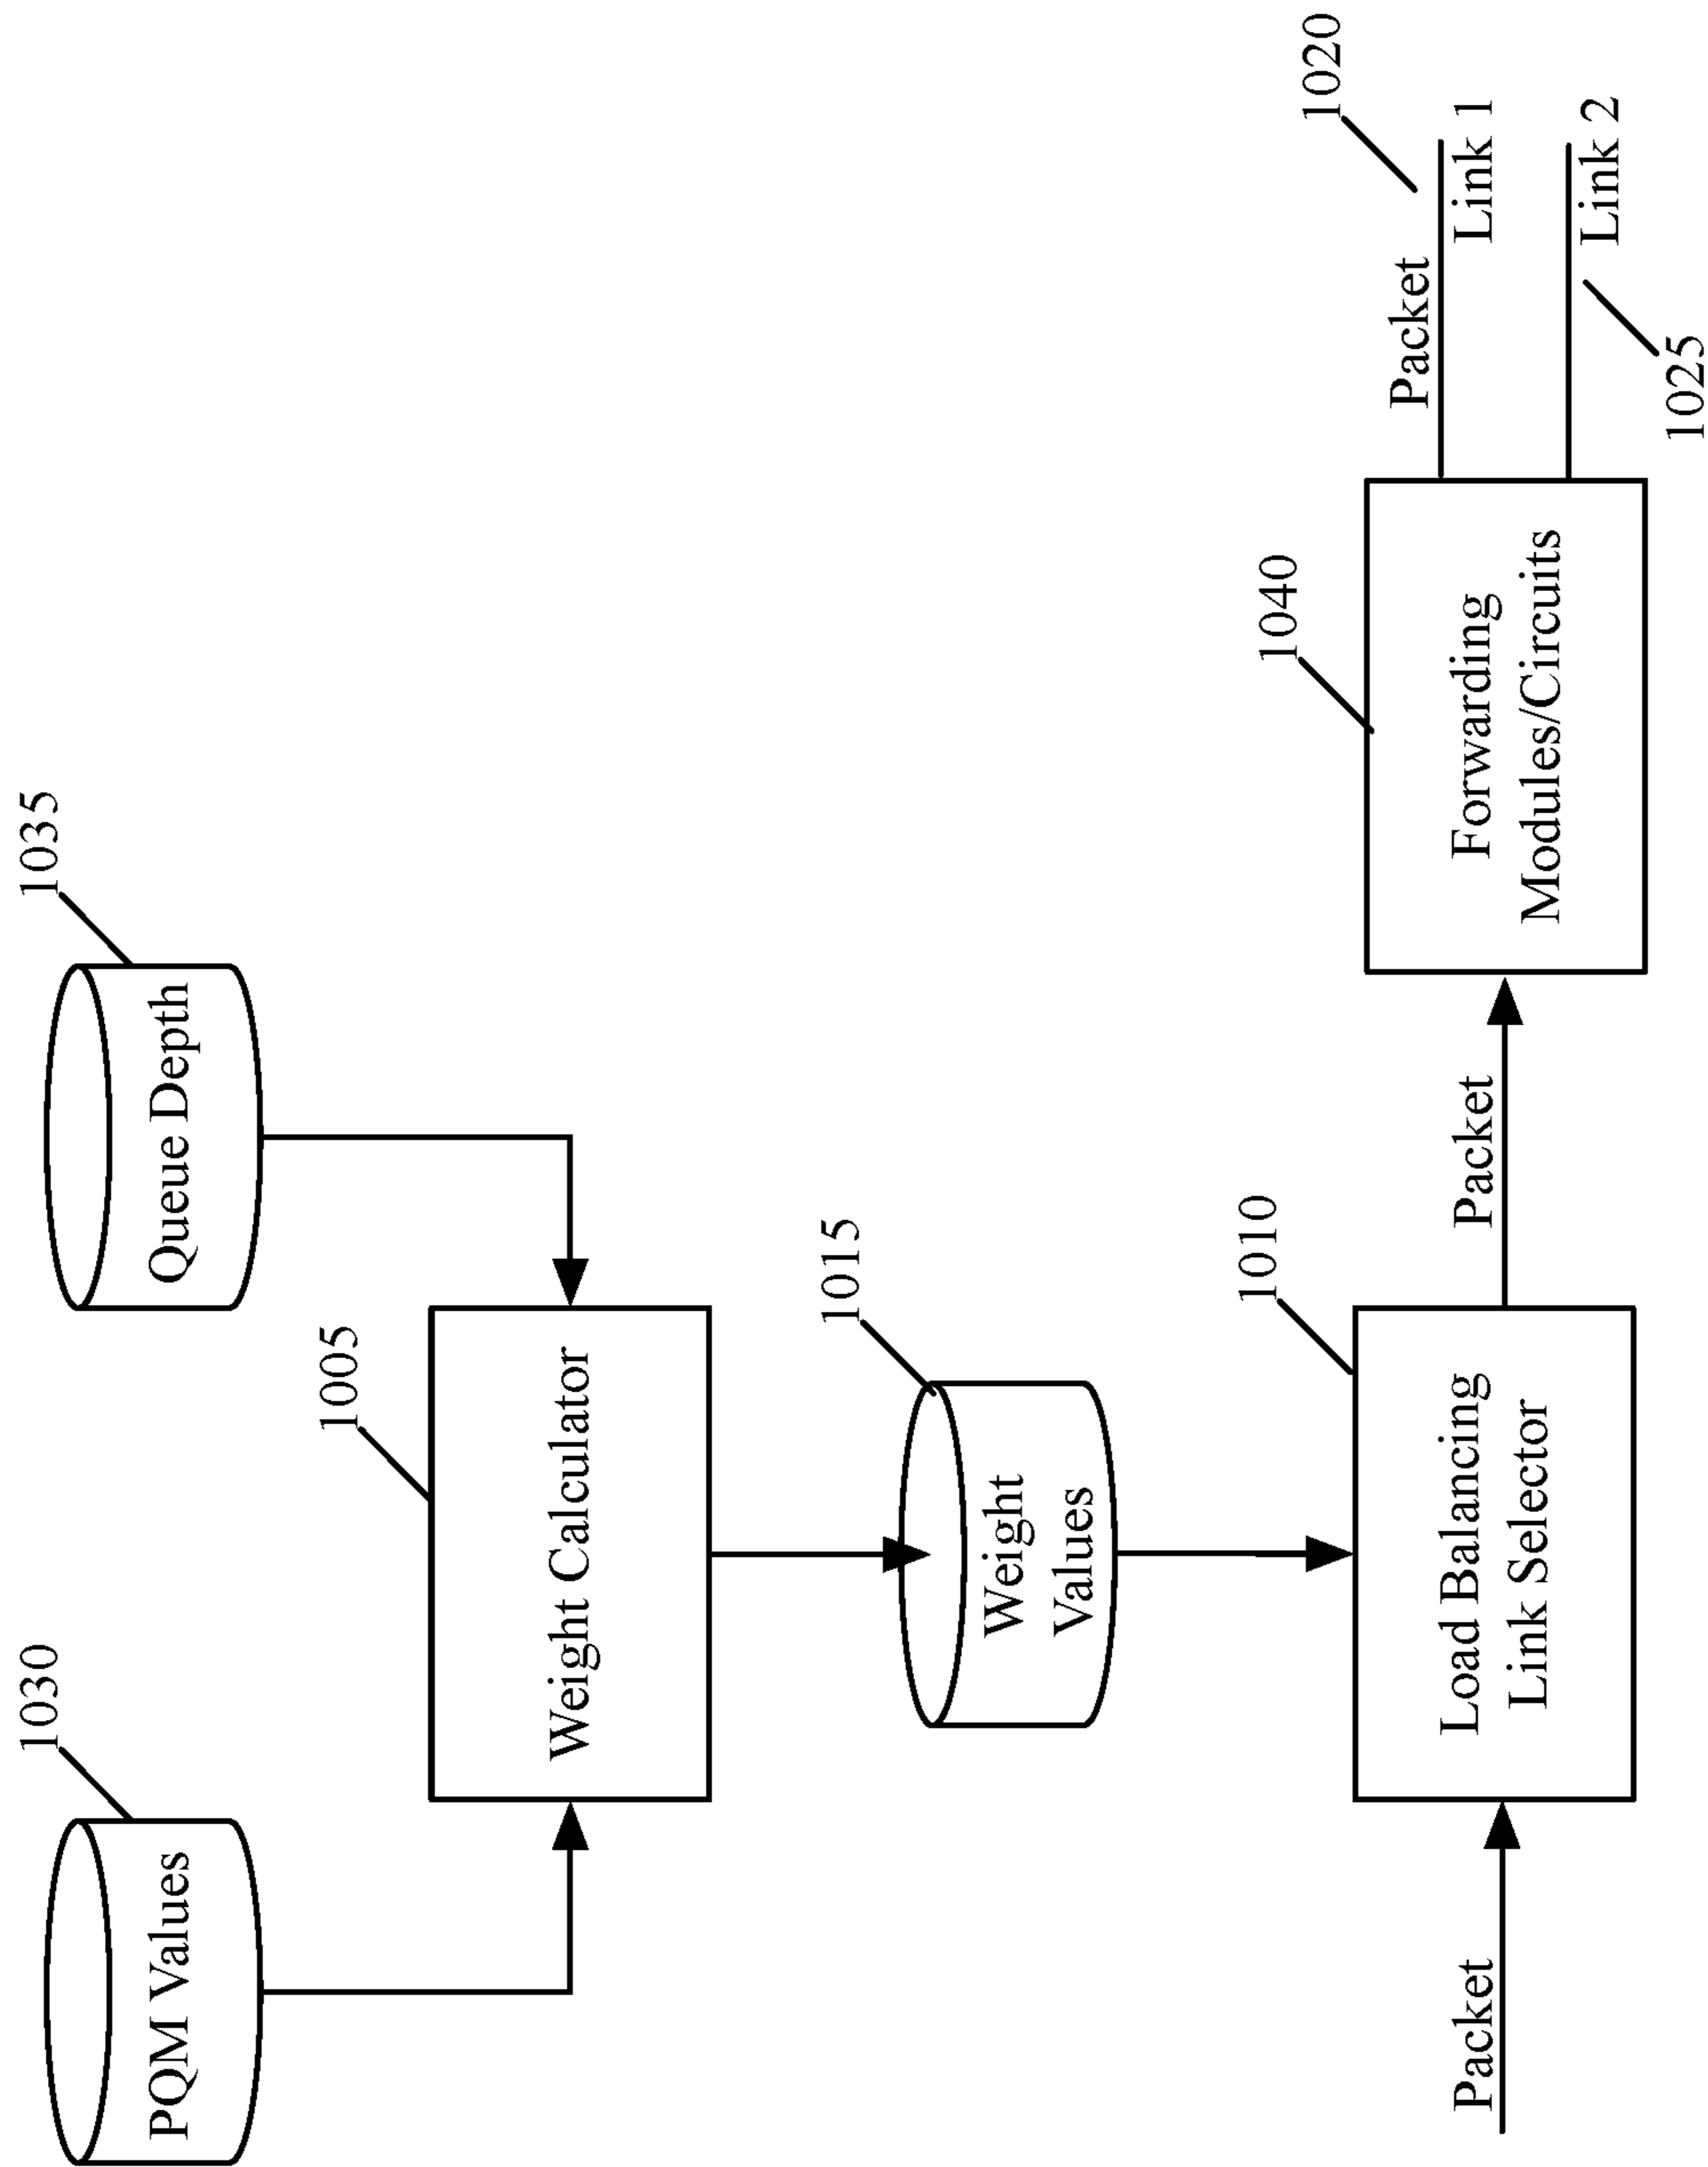 1030
1035
PQM Values
Queue Depth
1005
Weight Calculator
1015
Weight
Values
1010
1040
1020
Packet
Load Balancing
Link Selector
Packet
Forwarding
Modules/Circuits
Packet
Link 1
Link 2
1025